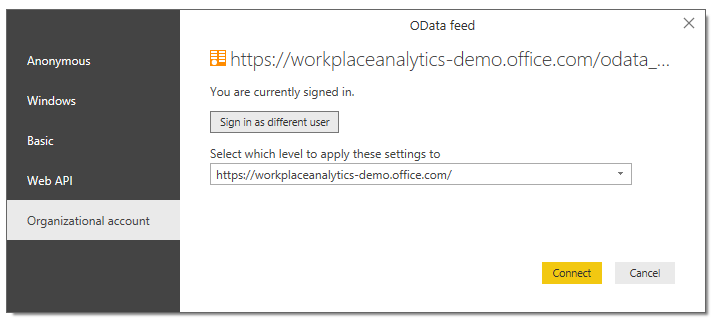 OData feed
Anonymous
Windows
Basic
Web API
Organizational account
https://workplaceanalytics-demo.office.com/odata_...
You are currently signed in.
Sign in as different user
Select which level to apply these settings to
https://workplaceanalytics-demo.office.com/
Connect
Cancel